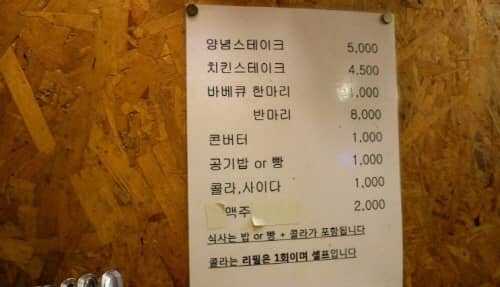 양념스테이크 5,000
치킨스테이크 4,500
바베큐 한마리
반마리 8,000
콘버터 1,000
공기밥 or 빵 1,000
콜라,사이다 1,000
맥주 2,000
식사는 밥 or 빵 + 콜라가 포함됩니다
콜라는 리필은 1회이며 셀프입니다